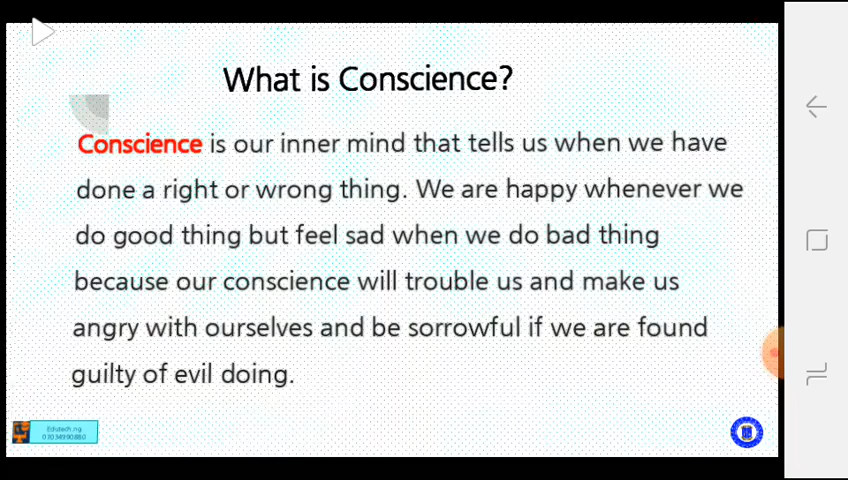 What is Conscience?
Conscience is our inner mind that tells us when we have
done a right or wrong thing. We are happy whenever we
do good thing but feel sad when we do bad thing
because our conscience will trouble us and make us
angry with ourselves and be sorrowful if we are found
guilty of evil doing.
Edutech.ng
07034990880